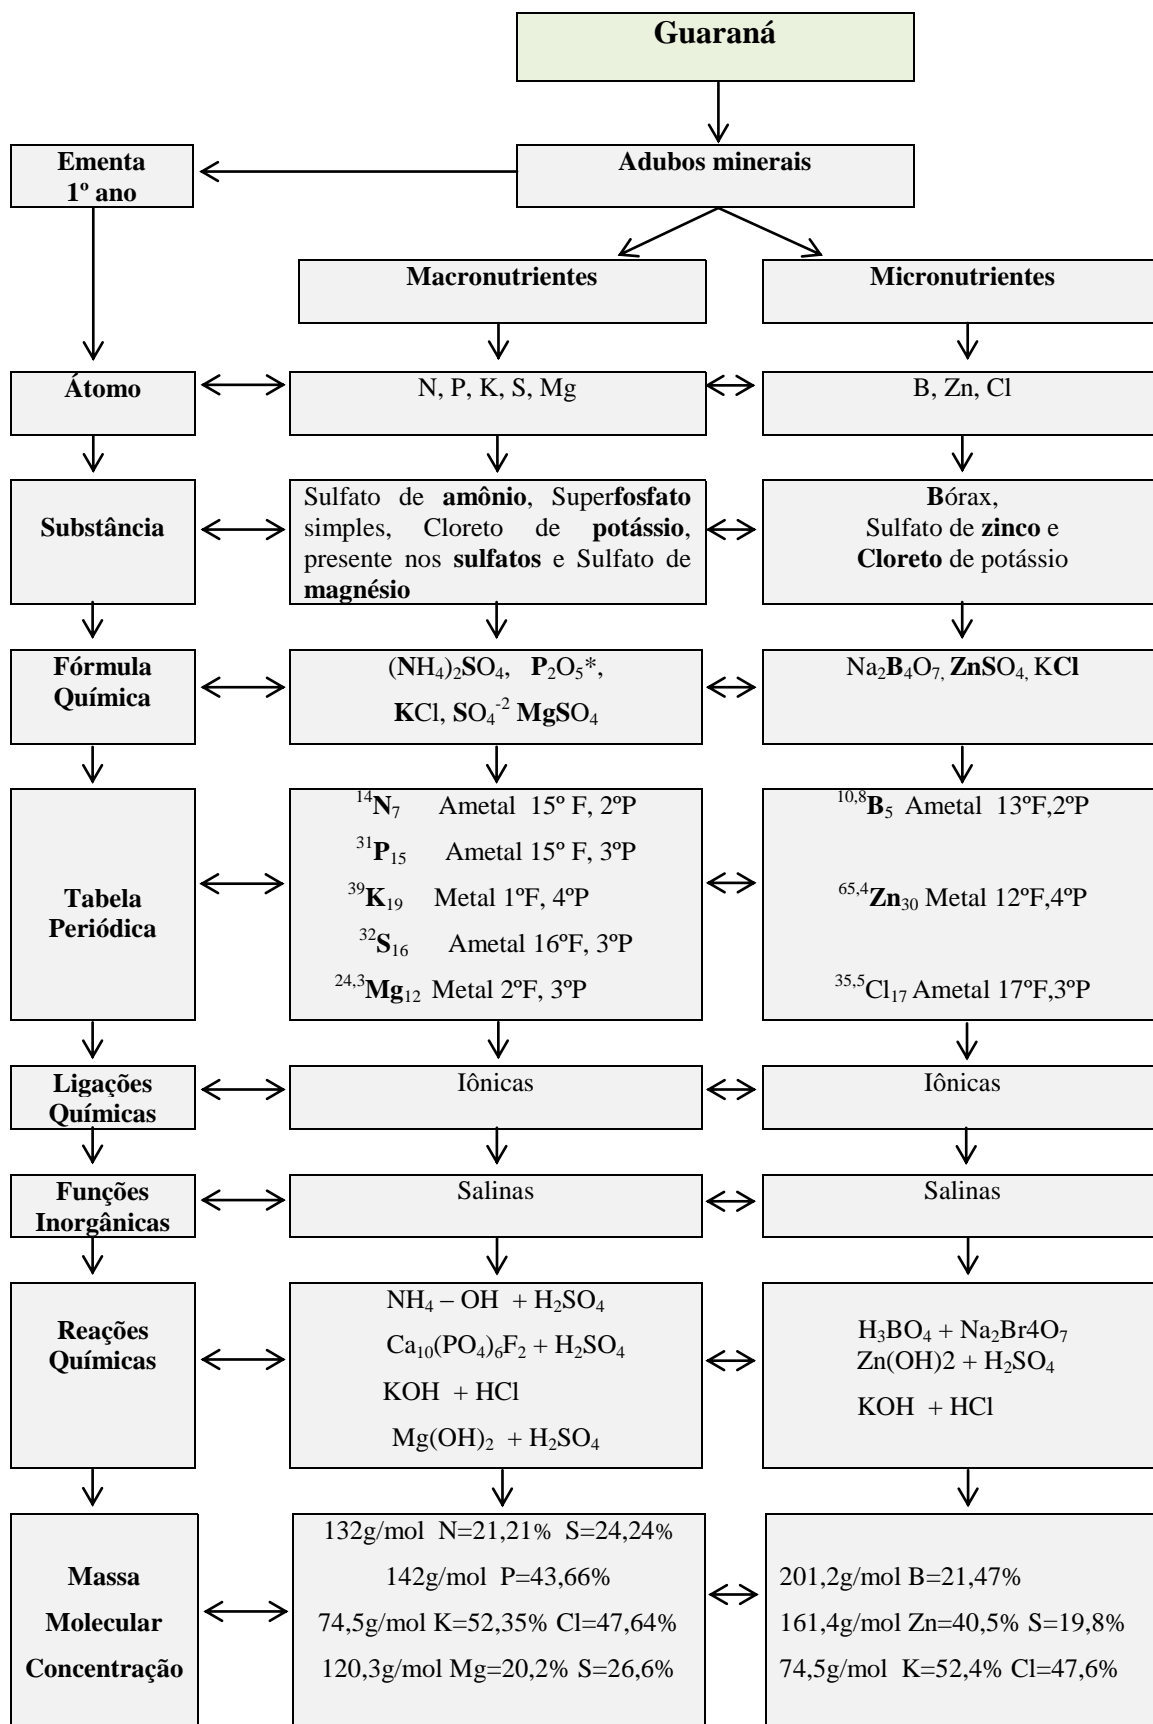 Guaraná
Ementa
1º ano
Adubos minerais
Macronutrientes
Micronutrientes
Átomo
N, P, K, S, Mg
B, Zn, Cl
Substância
Sulfato de amônio, Superfosfato
simples, Cloreto de potássio,
presente nos sulfatos e Sulfato de
magnésio
Bórax,
Sulfato de zinco e
Cloreto de potássio
Fórmula
Química
(NH₄)₂SO₄, P₂O₅*,
KCl, SO₄⁻² MgSO₄
Na₂B₄O₇, ZnSO₄, KCl
Tabela
Periódica
¹⁴N₇ Ametal 15º F, 2ºP
³¹P₁₅ Ametal 15º F, 3ºP
³⁹K₁₉ Metal 1ºF, 4ºP
³²S₁₆ Ametal 16ºF, 3ºP
²⁴,³Mg₁₂ Metal 2ºF, 3ºP
¹⁰,⁸B₅ Ametal 13ºF,2ºP
⁶⁵,⁴Zn₃₀ Metal 12ºF,4ºP
³⁵,⁵Cl₁₇ Ametal 17ºF,3ºP
Ligações
Químicas
Iônicas
Iônicas
Funções
Inorgânicas
Salinas
Salinas
Reações
Químicas
NH₄ – OH + H₂SO₄
Ca₁₀(PO₄)₆F₂ + H₂SO₄
KOH + HCl
Mg(OH)₂ + H₂SO₄
H₃BO₄ + Na₂Br4O₇
Zn(OH)2 + H₂SO₄
KOH + HCl
Massa
Molecular
Concentração
132g/mol N=21,21% S=24,24%
142g/mol P=43,66%
74,5g/mol K=52,35% Cl=47,64%
120,3g/mol Mg=20,2% S=26,6%
201,2g/mol B=21,47%
161,4g/mol Zn=40,5% S=19,8%
74,5g/mol K=52,4% Cl=47,6%